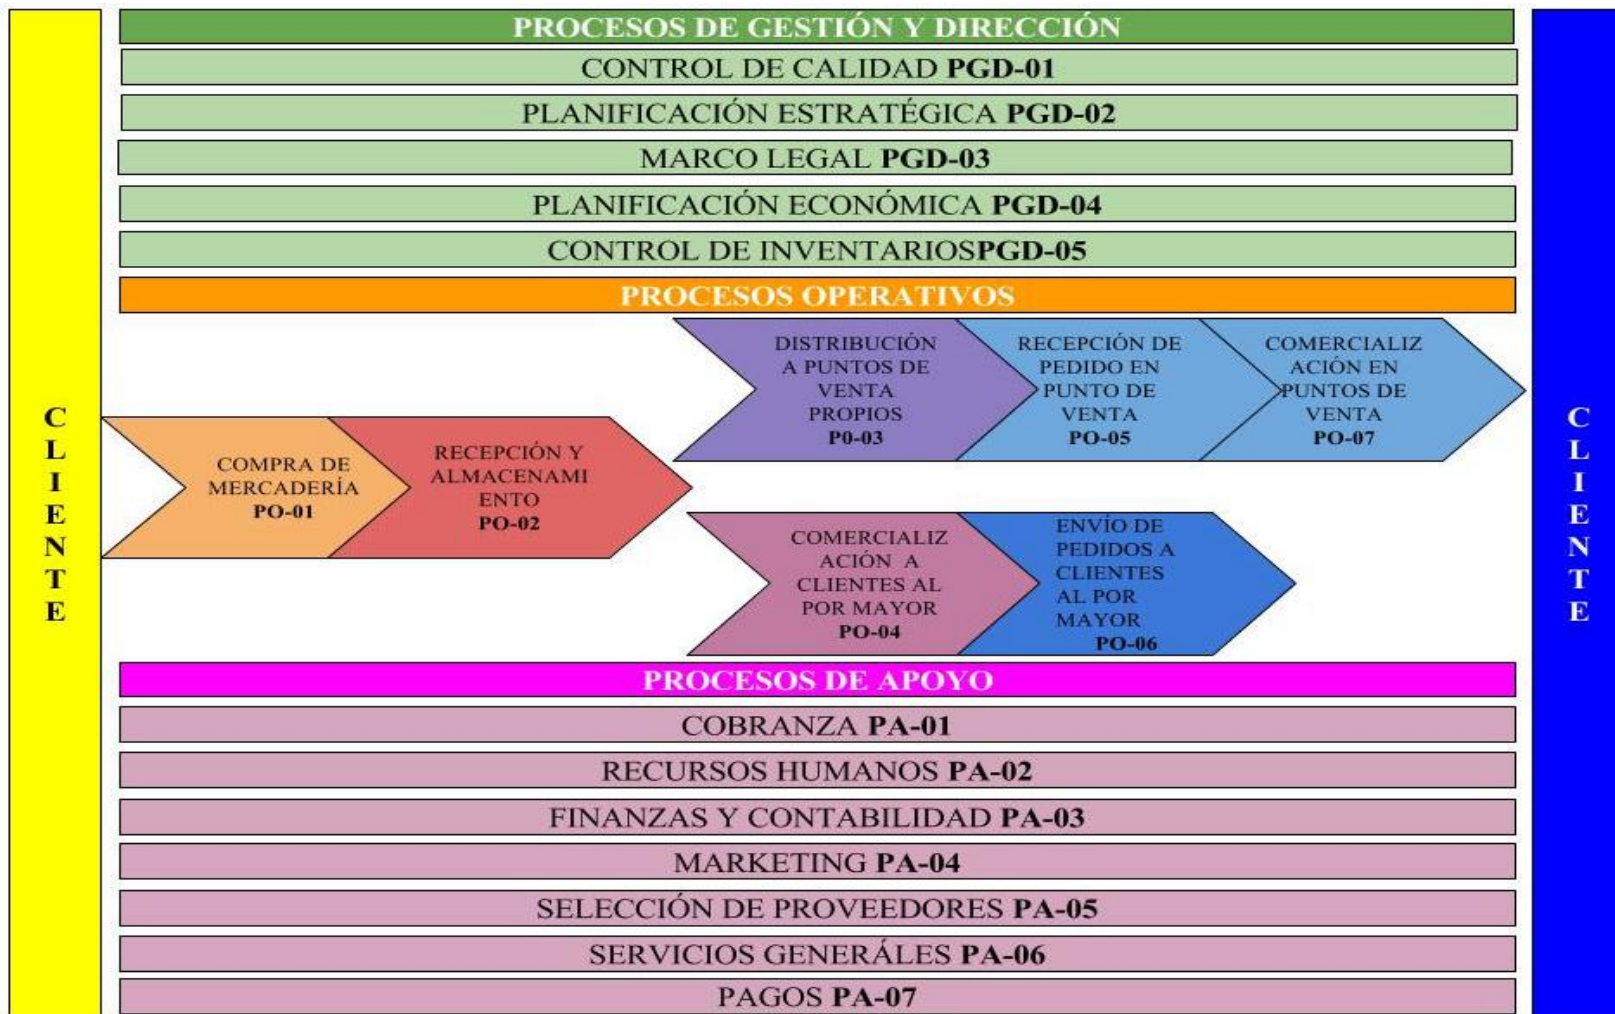 PROCESOS DE GESTIÓN Y DIRECCIÓN
CONTROL DE CALIDAD PGD-01
PLANIFICACIÓN ESTRATÉGICA PGD-02
MARCO LEGAL PGD-03
PLANIFICACIÓN ECONÓMICA PGD-04
CONTROL DE INVENTARIOSPGD-05
PROCESOS OPERATIVOS
C
L
I
E
N
T
E
COMPRA DE
MERCADERÍA
PO-01
RECEPCIÓN Y
ALMACENAMI
ENTO
PO-02
DISTRIBUCIÓN
A PUNTOS DE
VENTA
PROPIOS
P0-03
RECEPCIÓN DE
PEDIDO EN
PUNTO DE
VENTA
PO-05
COMERCIALIZ
ACIÓN EN
PUNTOS DE
VENTA
PO-07
COMERCIALIZ
ACIÓN A
CLIENTES AL
POR MAYOR
PO-04
ENVÍO DE
PEDIDOS A
CLIENTES
AL POR
MAYOR
PO-06
C
L
I
E
N
T
E
PROCESOS DE APOYO
COBRANZA PA-01
RECURSOS HUMANOS PA-02
FINANZAS Y CONTABILIDAD PA-03
MARKETING PA-04
SELECCIÓN DE PROVEEDORES PA-05
SERVICIOS GENERÁLES PA-06
PAGOS PA-07